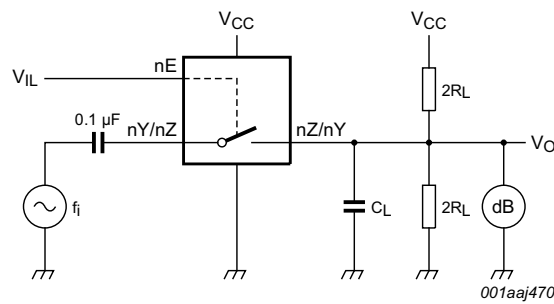 VCC
VCC
VIL
nE
2RL
0.1 µF
nY/nZ
nZ/nY
VO
fi
CL
2RL
dB
001aaj470